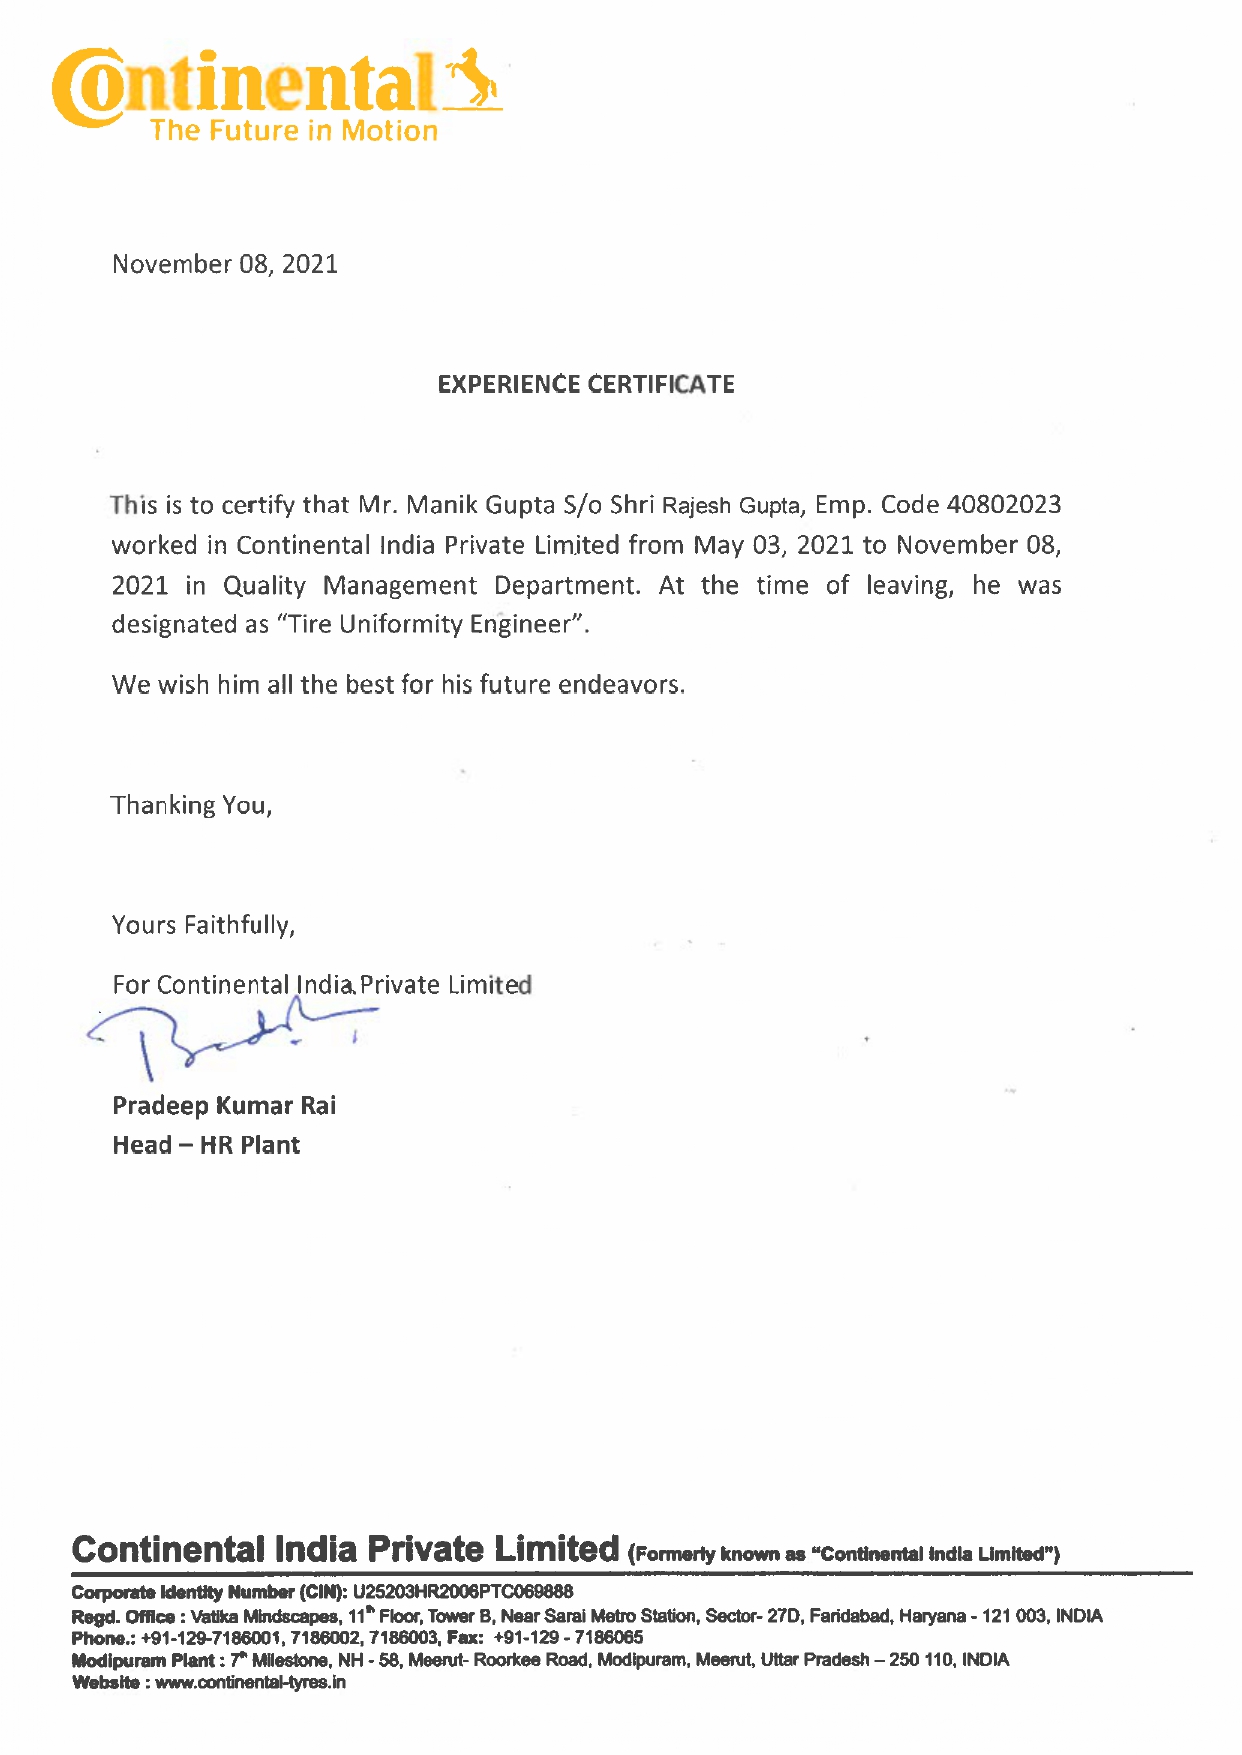 Continental
The Future in Motion
November 08, 2021
EXPERIENCE CERTIFICATE
This is to certify that Mr. Manik Gupta S/o Shri Rajesh Gupta, Emp. Code 40802023
worked in Continental India Private Limited from May 03, 2021 to November 08,
2021 in Quality Management Department. At the time of leaving, he was
designated as "Tire Uniformity Engineer".
We wish him all the best for his future endeavors.
Thanking You,
Yours Faithfully,
For Continental India Private Limited
Pradeep Kumar Rai
Head – HR Plant
Continental India Private Limited (Formerly known as "Continental India Limited")
Corporate Identity Number (CIN): U25203HR2006PTC069888
Regd. Office : Vatika Mindscapes, 11th Floor, Tower B, Near Sarai Metro Station, Sector- 27D, Faridabad, Haryana - 121 003, INDIA
Phone.: +91-129-7186001, 7186002, 7186003, Fax: +91-129 - 7186065
Modipuram Plant : 7th Milestone, NH - 58, Meerut- Roorkee Road, Modipuram, Meerut, Uttar Pradesh – 250 110, INDIA
Website : www.continental-tyres.in